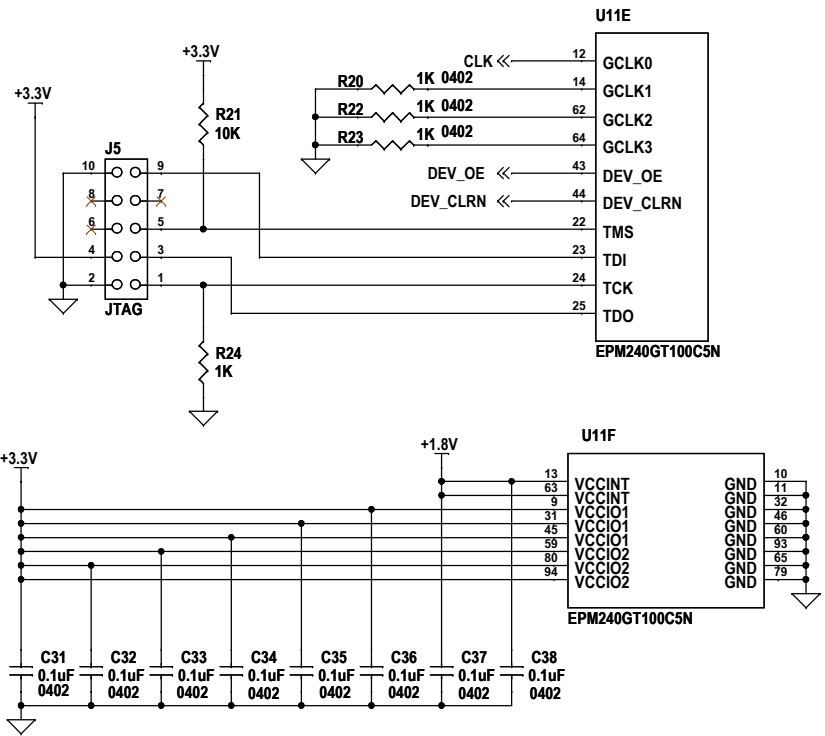 U11E
+3.3V
CLK
12
GCLK0
R20
1K 0402
14
GCLK1
R22
1K 0402
62
GCLK2
R23
1K 0402
64
GCLK3
DEV_OE
43
DEV_OE
DEV_CLRN
44
DEV_CLRN
22
TMS
23
TDI
24
TCK
25
TDO
EPM240GT100C5N
+3.3V
R21
10K
J5
10
9
8
7
6
5
4
3
2
1
JTAG
R24
1K
+3.3V
+1.8V
U11F
13
VCCINT
GND
10
63
VCCINT
GND
11
9
VCCIO1
GND
32
31
VCCIO1
GND
46
45
VCCIO1
GND
60
59
VCCIO2
GND
93
80
VCCIO2
GND
65
94
VCCIO2
GND
79
EPM240GT100C5N
C31
0.1uF
0402
C32
0.1uF
0402
C33
0.1uF
0402
C34
0.1uF
0402
C35
0.1uF
0402
C36
0.1uF
0402
C37
0.1uF
0402
C38
0.1uF
0402